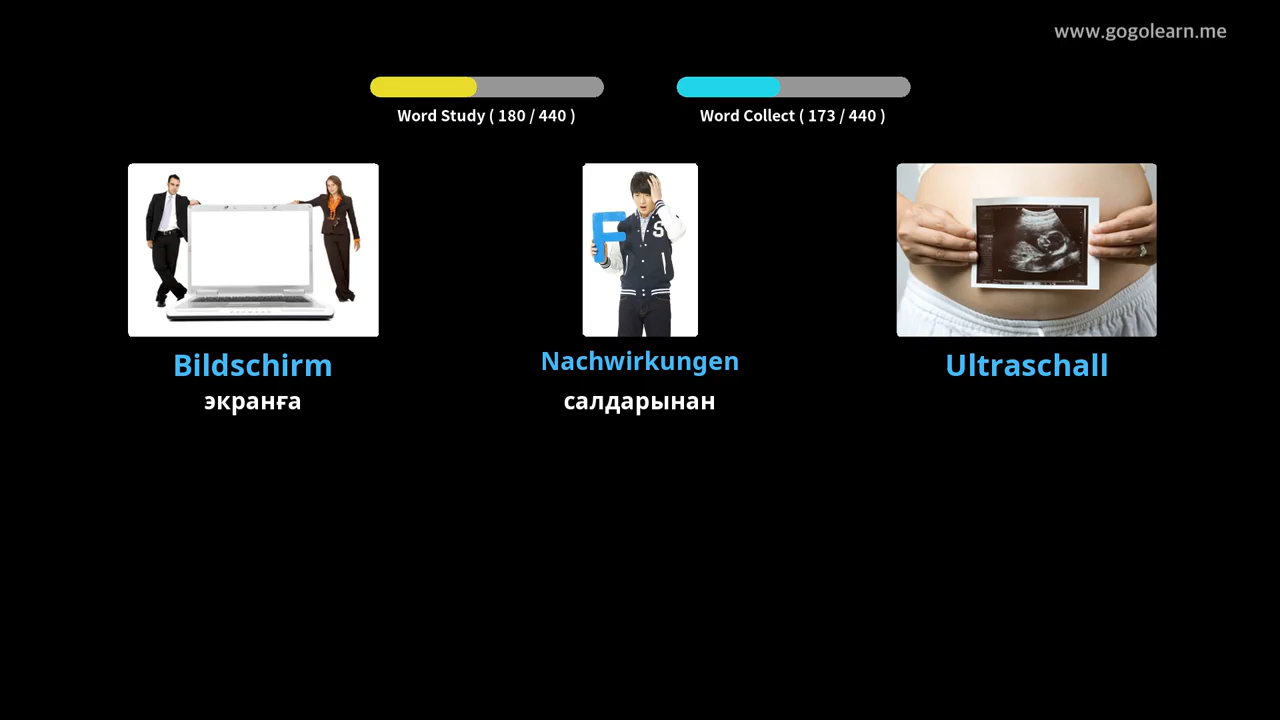 www.gogolearn.me
Word Study ( 180 / 440 )
Word Collect ( 173 / 440 )
F
S
Bildschirm
Nachwirkungen
Ultraschall
экранға
салдарынан